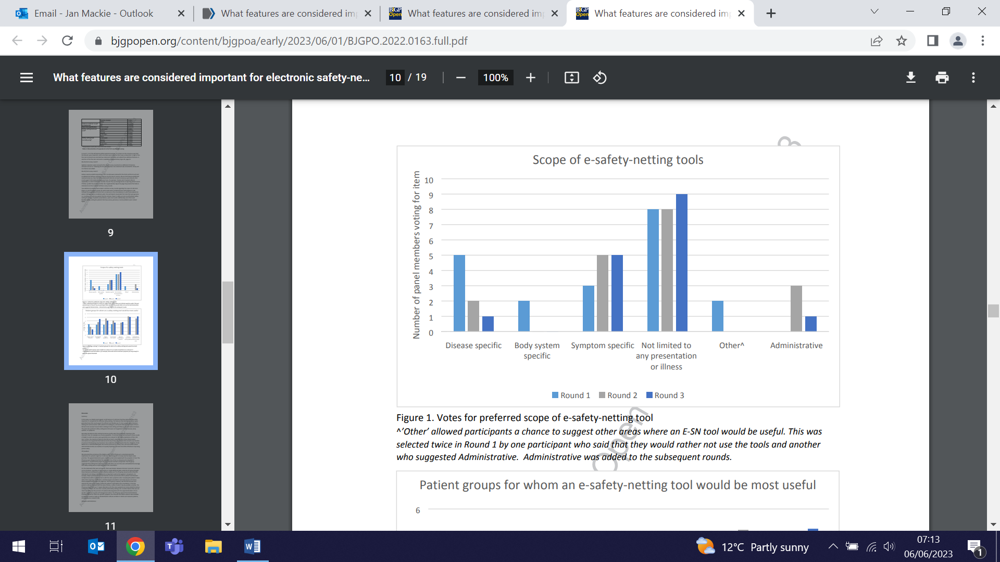 Email - Jan Mackie - Outlook
What features are considered im
What features are considered im
What features are considered im
bjgpopen.org/content/bjgpoa/early/2023/06/01/BJGPO.2022.0163.full.pdf
What features are considered important for electronic safety-ne...
10 / 19
100%
9
10
11
Scope of e-safety-netting tools
Number of panel members voting for item
10
9
8
7
6
5
4
3
2
1
0
Disease specific
Body system
specific
Symptom specific
Not limited to
any presentation
or illness
Other^
Administrative
Round 1
Round 2
Round 3
Figure 1. Votes for preferred scope of e-safety-netting tool
^’Other’ allowed participants a chance to suggest other areas where an E-SN tool would be useful. This was
selected twice in Round 1 by one participant who said that they would rather not use the tools and another
who suggested Administrative.  Administrative was added to the subsequent rounds.
Open
Patient groups for whom an e-safety-netting tool would be most useful
6
12°C Partly sunny
07:13
06/06/2023
1